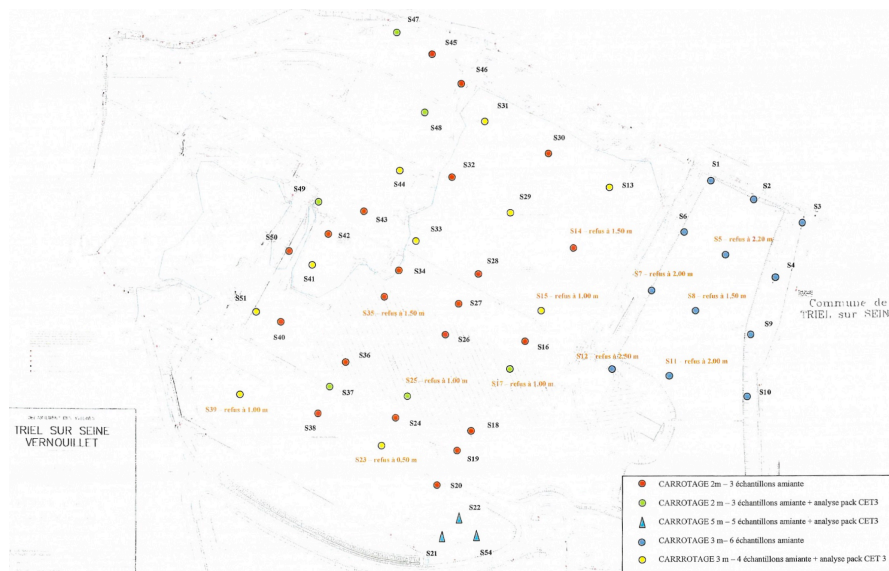 S47
S45
S46
S31
S48
S30
S1
S44
S32
S13
S2
S49
S29
S3
S43
S6
S33
S14 – refus à 1.50 m
S42
S5 – refus à 2.20 m
S50
S28
S34
S4
S41
S7 – refus à 2.00 m
S15 – refus à 1.00 m
S51
S27
S8 – refus à 1.50 m
Commune de
TRIEL sur SEIN
S35 – refus à 1.50 m
S9
S40
S26
S16
S36
S12 – refus à 2.50 m
S11 – refus à 2.00 m
S25 – refus à 1.00 m
S17 – refus à 1.00 m
S37
S10
S39 – refus à 1.00 m
S24
S38
S18
TRIEL SUR SEINE
VERNOUILLET
S23 – refus à 0.50 m
S19
S20
S22
S21
S54
CARROTAGE 2m – 3 échantillons amiante
CARROTAGE 2 m – 3 échantillons amiante + analyse pack CET3
CARROTAGE 5 m – 5 échantillons amiante + analyse pack CET3
CARROTAGE 3 m– 6 échantillons amiante
CARRROTAGE 3 m – 4 échantillons amiante + analyse pack CET 3